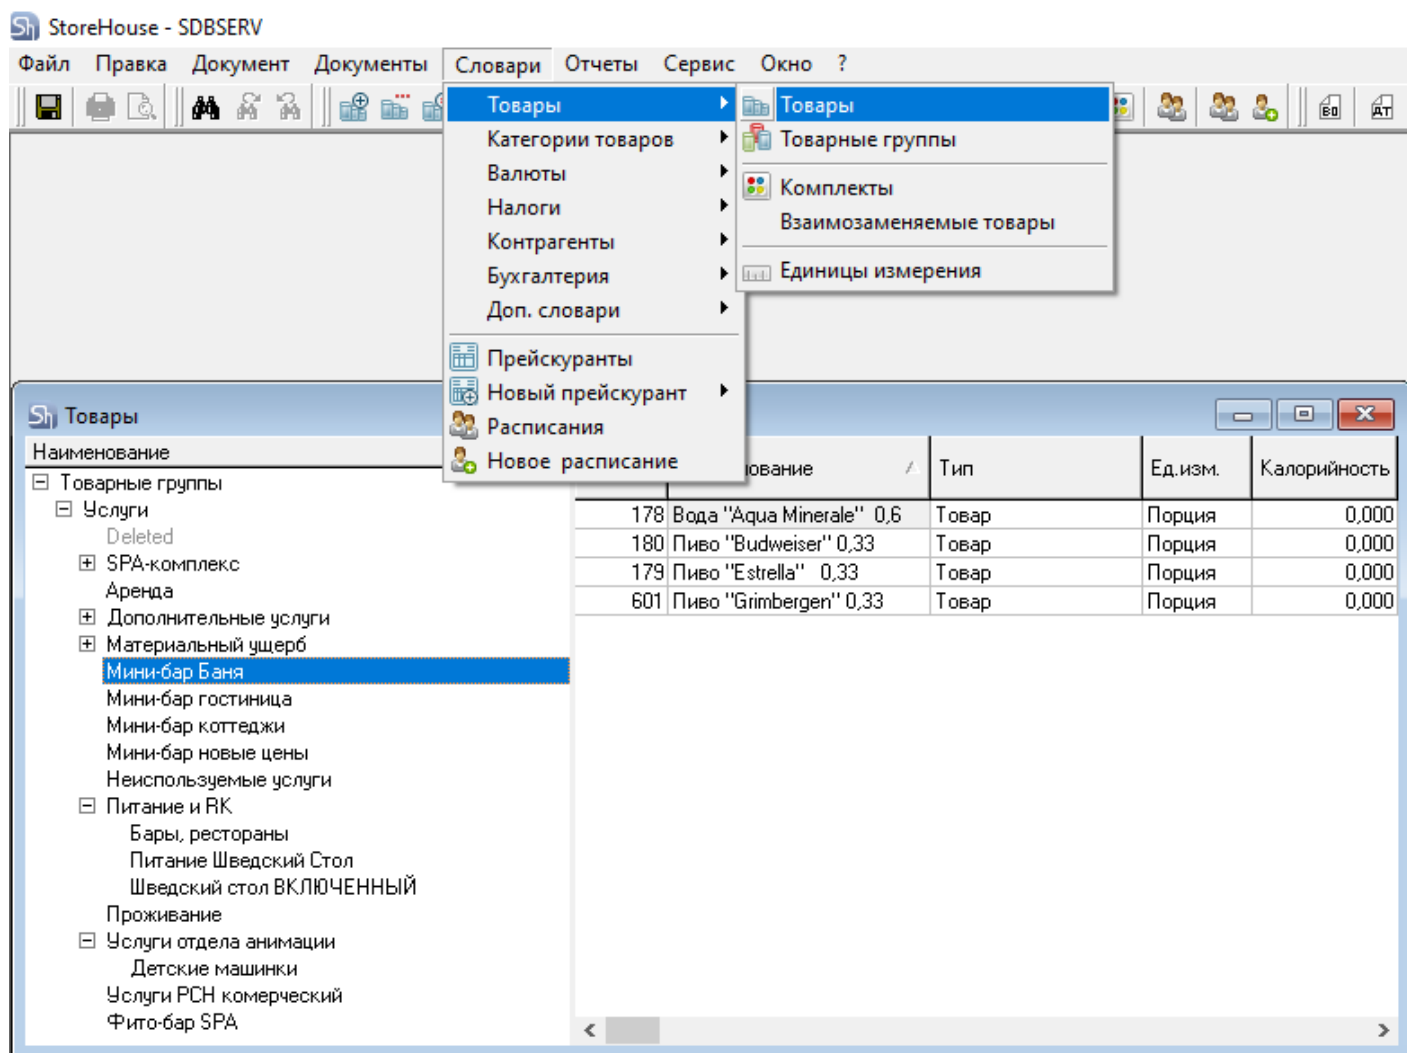 StoreHouse - SDBSERV
Файл Правка Документ Документы Словари Отчеты Сервис Окно ?
Товары
Категории товаров
Валюты
Налоги
Контрагенты
Бухгалтерия
Доп. словари
Прейскуранты
Новый прейскурант
Расписания
Новое расписание
Товары
Товарные группы
Комплекты
Взаимозаменяемые товары
Единицы измерения
ВО
АТ
Sh Товары
Наименование
Товарные группы
Услуги
Deleted
SPA-комплекс
Аренда
Дополнительные услуги
Материальный ущерб
Мини-бар Баня
Мини-бар гостиница
Мини-бар коттеджи
Мини-бар новые цены
Неиспользуемые услуги
Питание и RK
Бары, рестораны
Питание Шведский Стол
Шведский стол ВКЛЮЧЕННЫЙ
Проживание
Услуги отдела анимации
Детские машинки
Услуги РСН комерческий
Фито-бар SPA
Тип Ед.изм. Калорийность
178 Вода "Aqua Minerale" 0,6 Товар Порция 0,000
180 Пиво "Budweiser" 0,33 Товар Порция 0,000
179 Пиво "Estrella" 0,33 Товар Порция 0,000
601 Пиво "Grimbergen" 0,33 Товар Порция 0,000